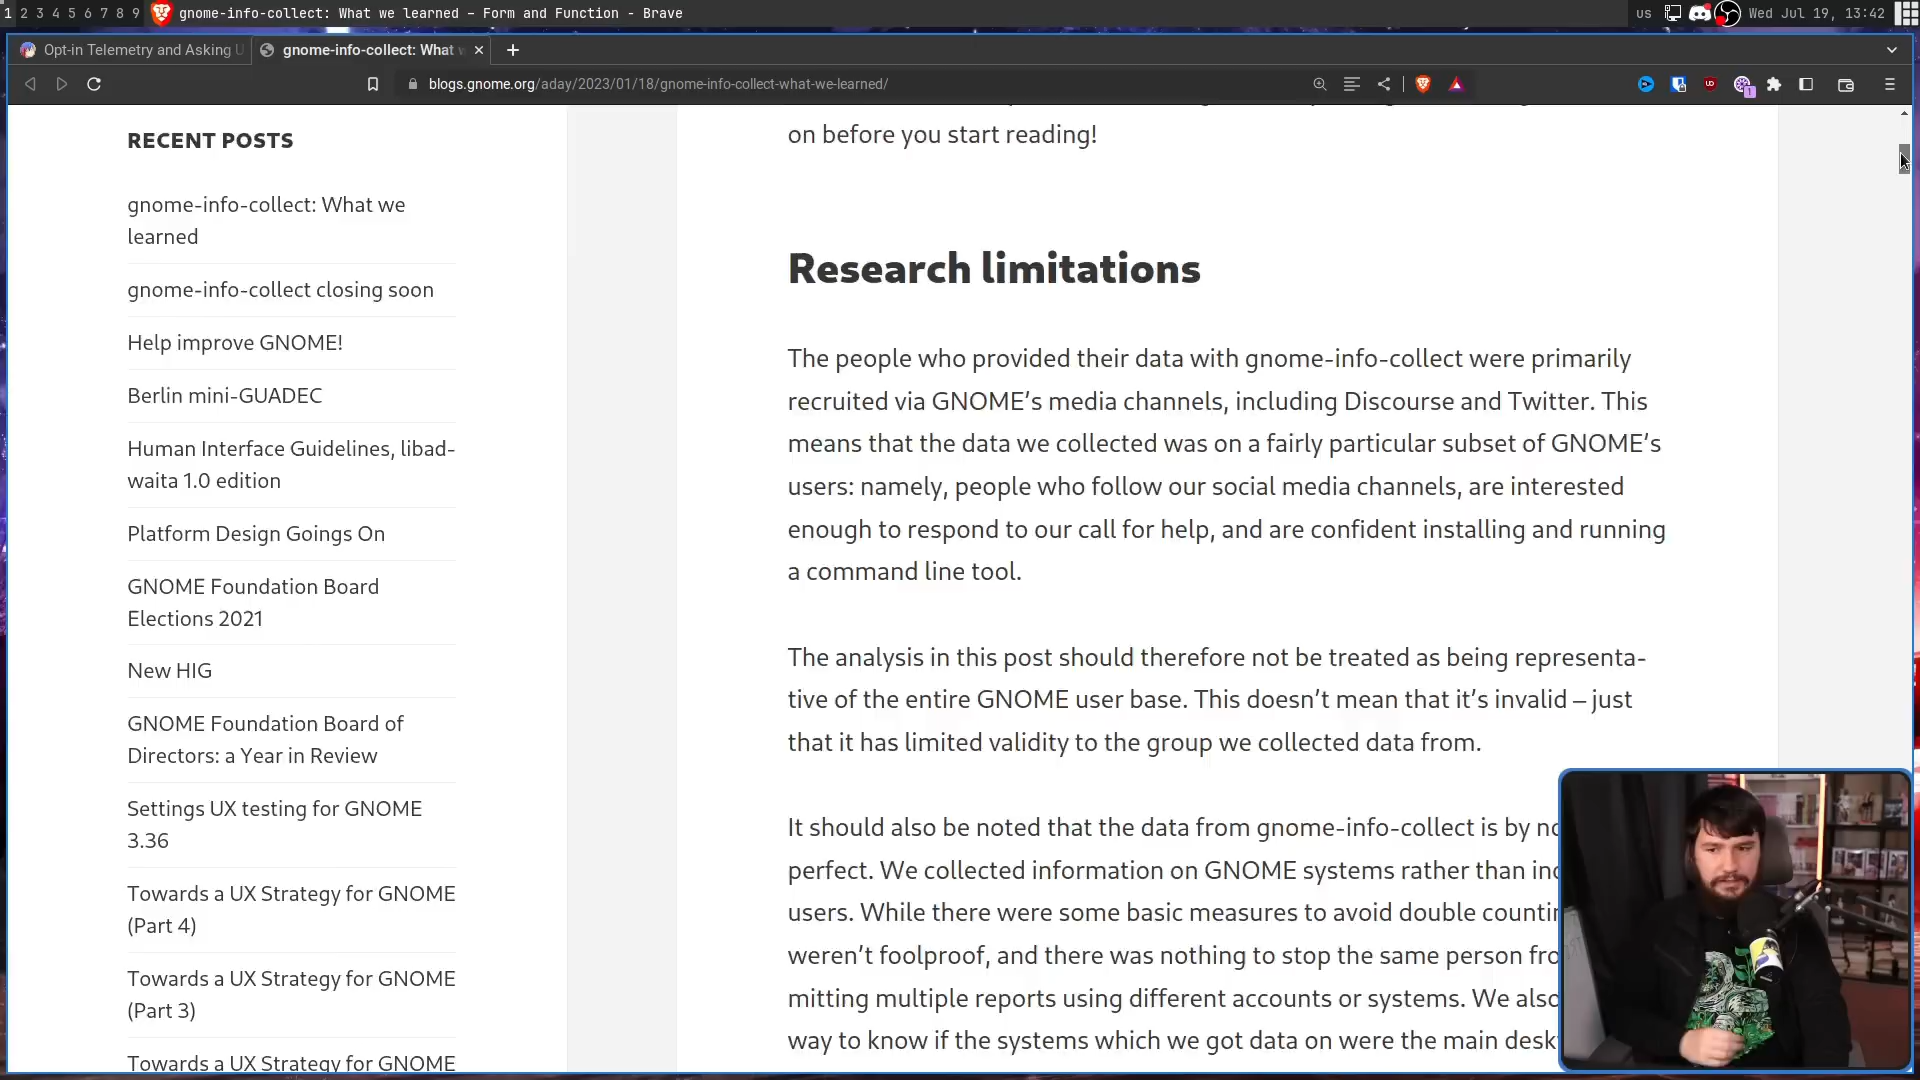 1 2 3 4 5 6 7 8 9 gnome-info-collect: What we learned – Form and Function - Brave
us Wed Jul 19, 13:42
Opt-in Telemetry and Asking U
gnome-info-collect: What w
blogs.gnome.org/aday/2023/01/18/gnome-info-collect-what-we-learned/
RECENT POSTS
gnome-info-collect: What we
learned
gnome-info-collect closing soon
Help improve GNOME!
Berlin mini-GUADEC
Human Interface Guidelines, libad-
waita 1.0 edition
Platform Design Goings On
GNOME Foundation Board
Elections 2021
New HIG
GNOME Foundation Board of
Directors: a Year in Review
Settings UX testing for GNOME
3.36
Towards a UX Strategy for GNOME
(Part 4)
Towards a UX Strategy for GNOME
(Part 3)
Towards a UX Strategy for GNOME
on before you start reading!
Research limitations
The people who provided their data with gnome-info-collect were primarily
recruited via GNOME’s media channels, including Discourse and Twitter. This
means that the data we collected was on a fairly particular subset of GNOME’s
users: namely, people who follow our social media channels, are interested
enough to respond to our call for help, and are confident installing and running
a command line tool.
The analysis in this post should therefore not be treated as being representa-
tive of the entire GNOME user base. This doesn’t mean that it’s invalid – just
that it has limited validity to the group we collected data from.
It should also be noted that the data from gnome-info-collect is by no
perfect. We collected information on GNOME systems rather than in
users. While there were some basic measures to avoid double counti
weren’t foolproof, and there was nothing to stop the same person fro
mitting multiple reports using different accounts or systems. We also
way to know if the systems which we got data on were the main desk